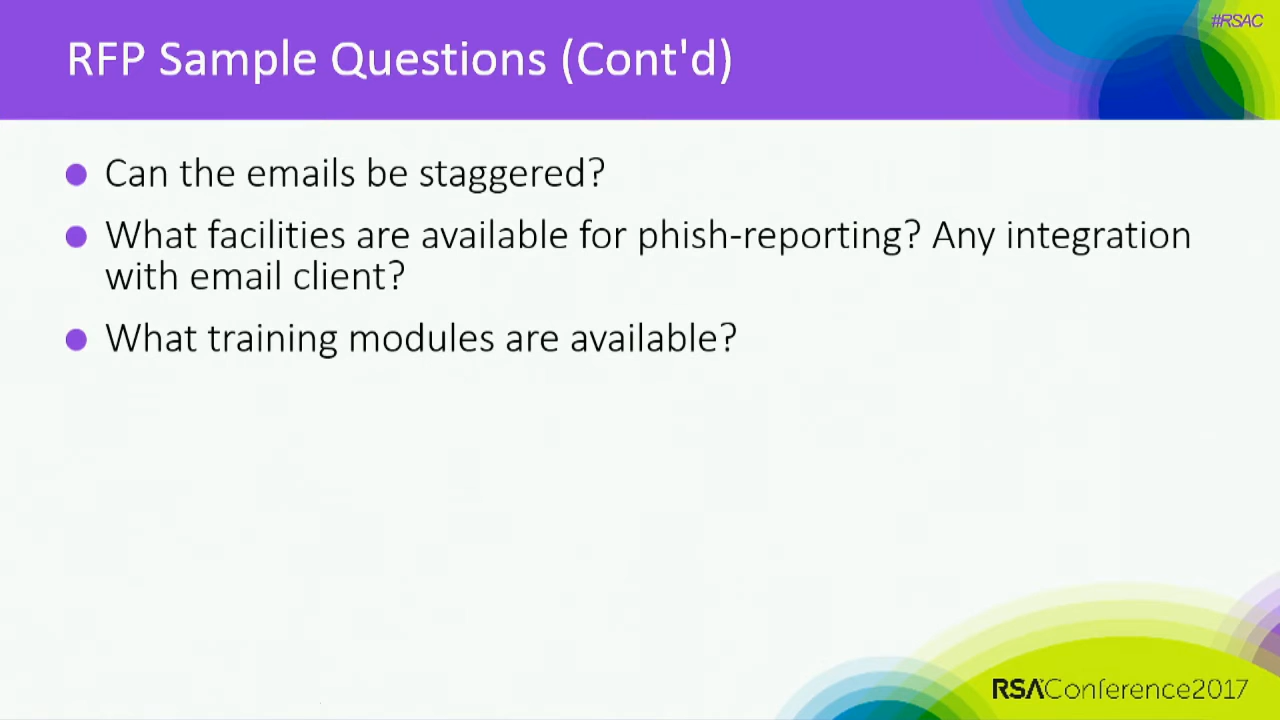 #RSAC
RFP Sample Questions (Cont'd)
Can the emails be staggered?
What facilities are available for phish-reporting? Any integration
with email client?
What training modules are available?
RSAConference2017